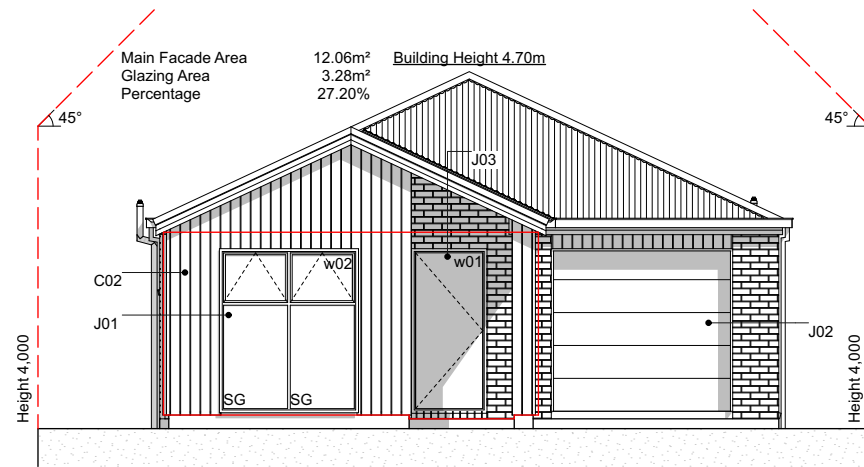 Main Facade Area 12.06m² Building Height 4.70m
Glazing Area 3.28m²
Percentage 27.20%
45°
45°
J03
w02
w01
C02
J01
J02
SG SG
Height 4,000
Height 4,000